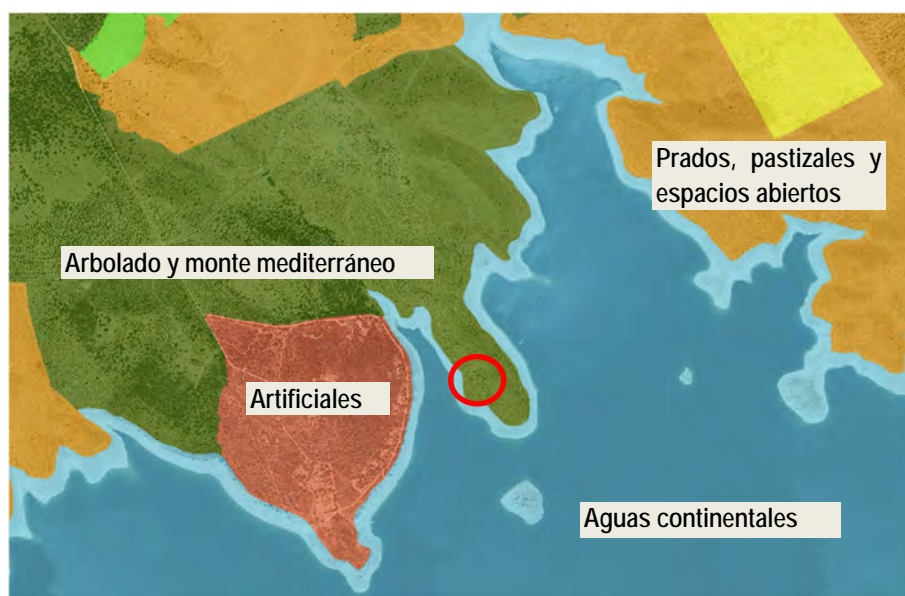 Prados, pastizales y
espacios abiertos
Arbolado y monte mediterráneo
Artificiales
Aguas continentales